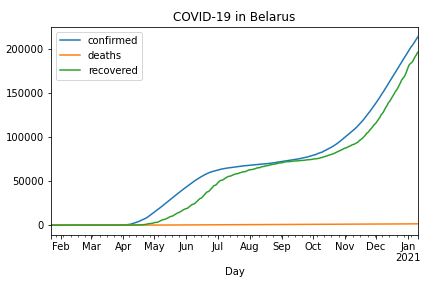 COVID-19 in Belarus
confirmed
deaths
recovered
200000
150000
100000
50000
0
Feb Mar Apr May Jun Jul Aug Sep Oct Nov Dec Jan
2021
Day